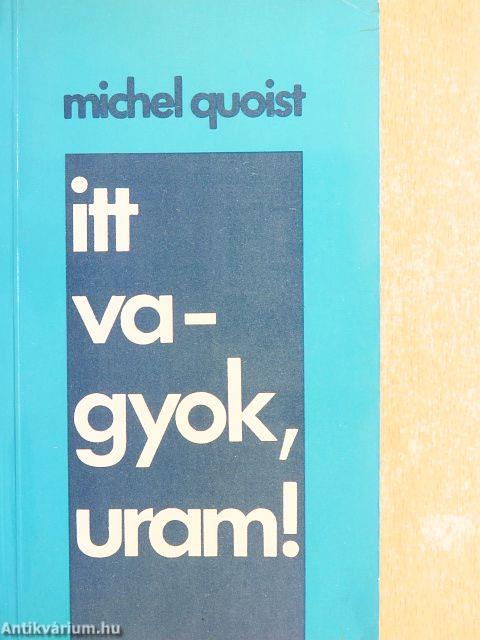 michel quoist
itt
va-
gyok,
uram!
Antikvárium.hu